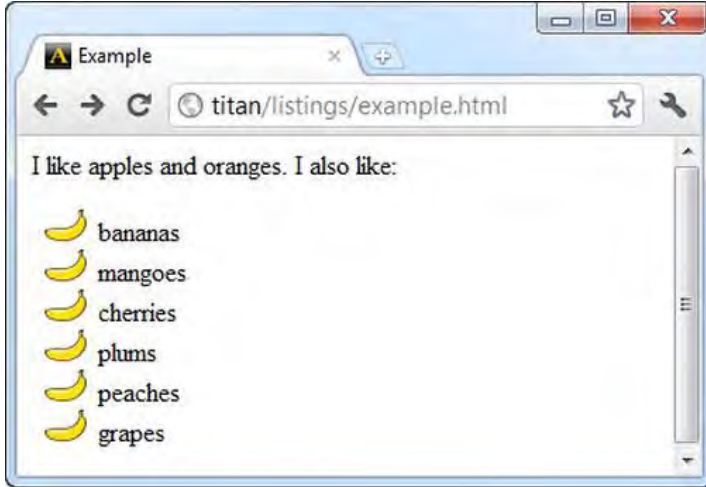 A Example
titan/listings/example.html
I like apples and oranges. I also like:
bananas
mangoes
cherries
plums
peaches
grapes